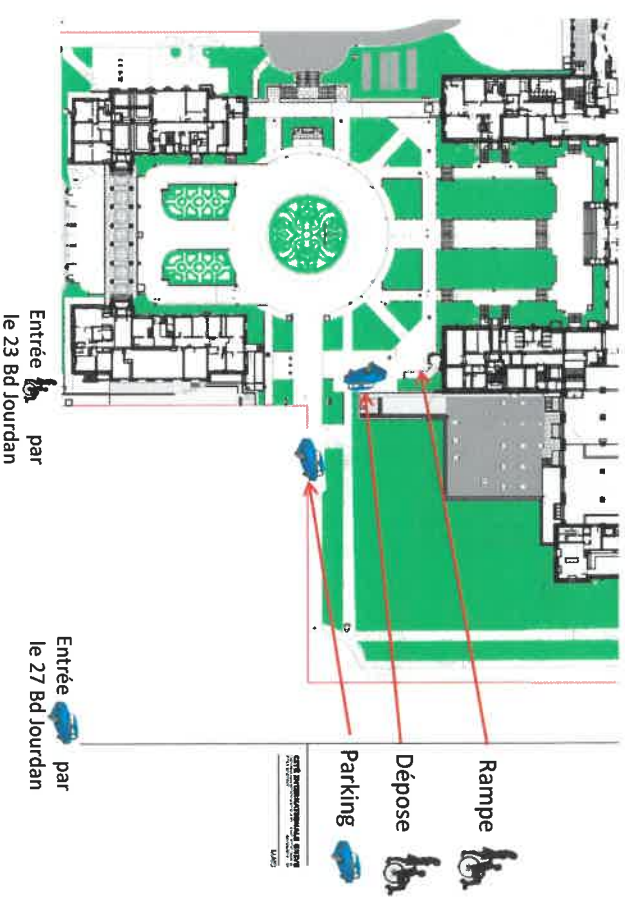 Rampe
Dépose
Parking
CITÉ INTERNATIONALE
Entrée par
le 23 Bd Jourdan
Entrée par
le 27 Bd Jourdan